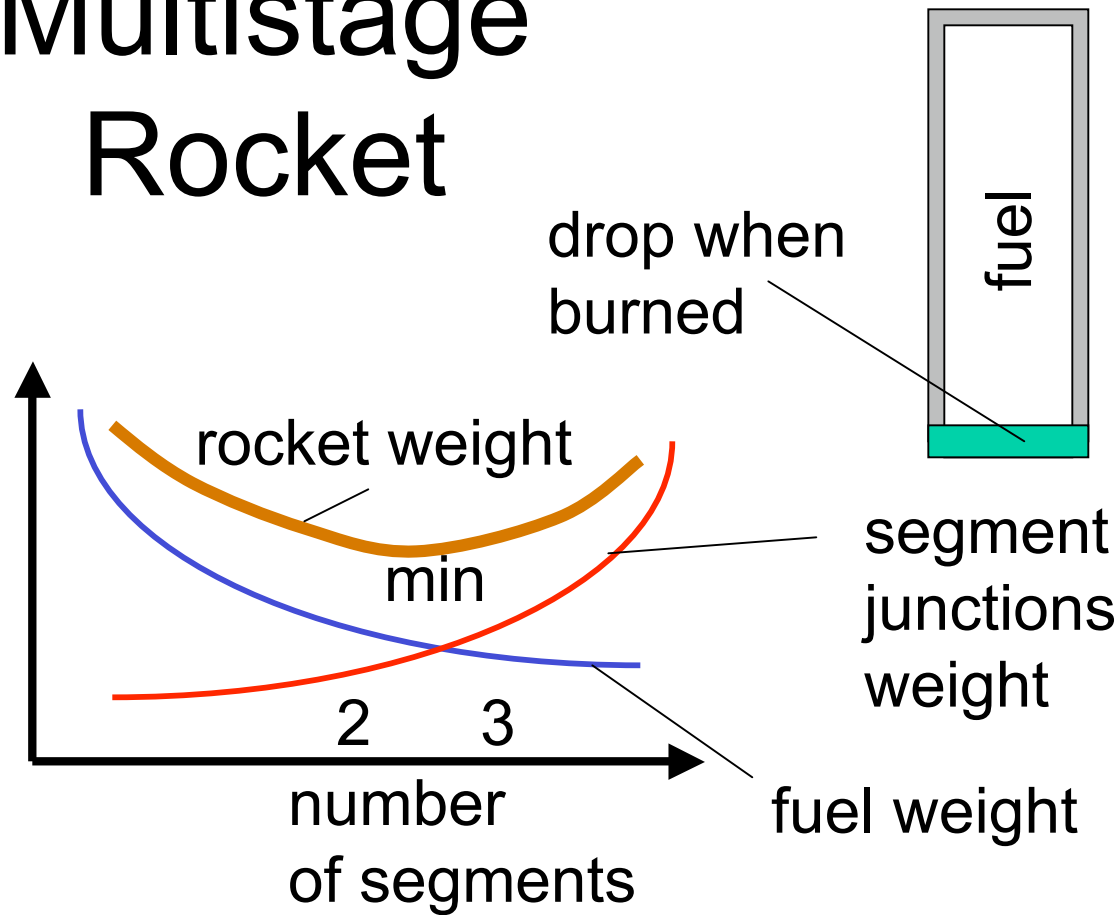 Multistage
Rocket
fuel
drop when
burned
rocket weight
min
segment
junctions
weight
2 3
number
of segments
fuel weight